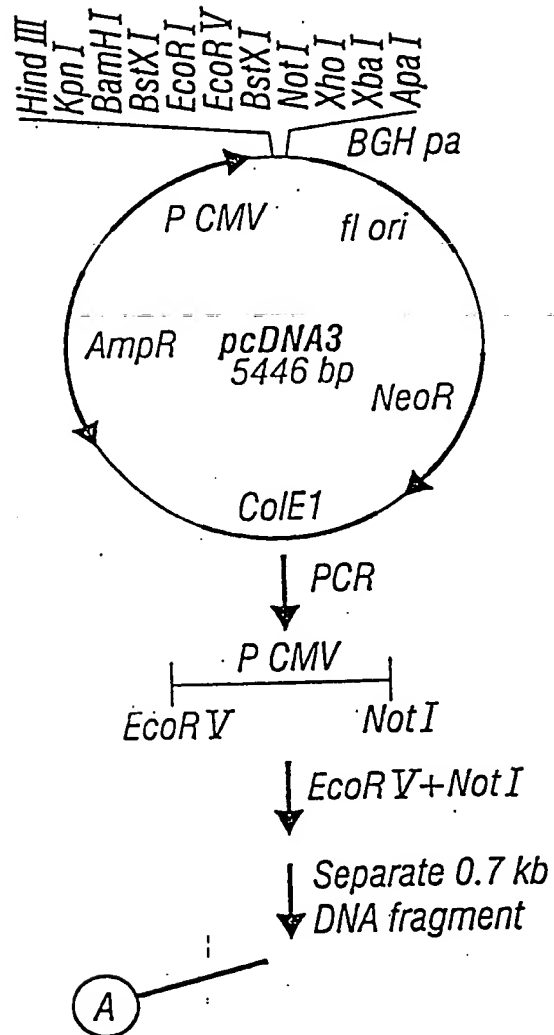 Hind III
Kpn I
BamH I
BstX I
EcoR I
EcoR V
BstX I
Not I
Xho I
Xba I
Apa I
BGH pa
P CMV
fl ori
AmpR
pcDNA3
5446 bp
NeoR
ColE1
PCR
P CMV
EcoR V
Not I
EcoR V+Not I
Separate 0.7 kb
DNA fragment
A